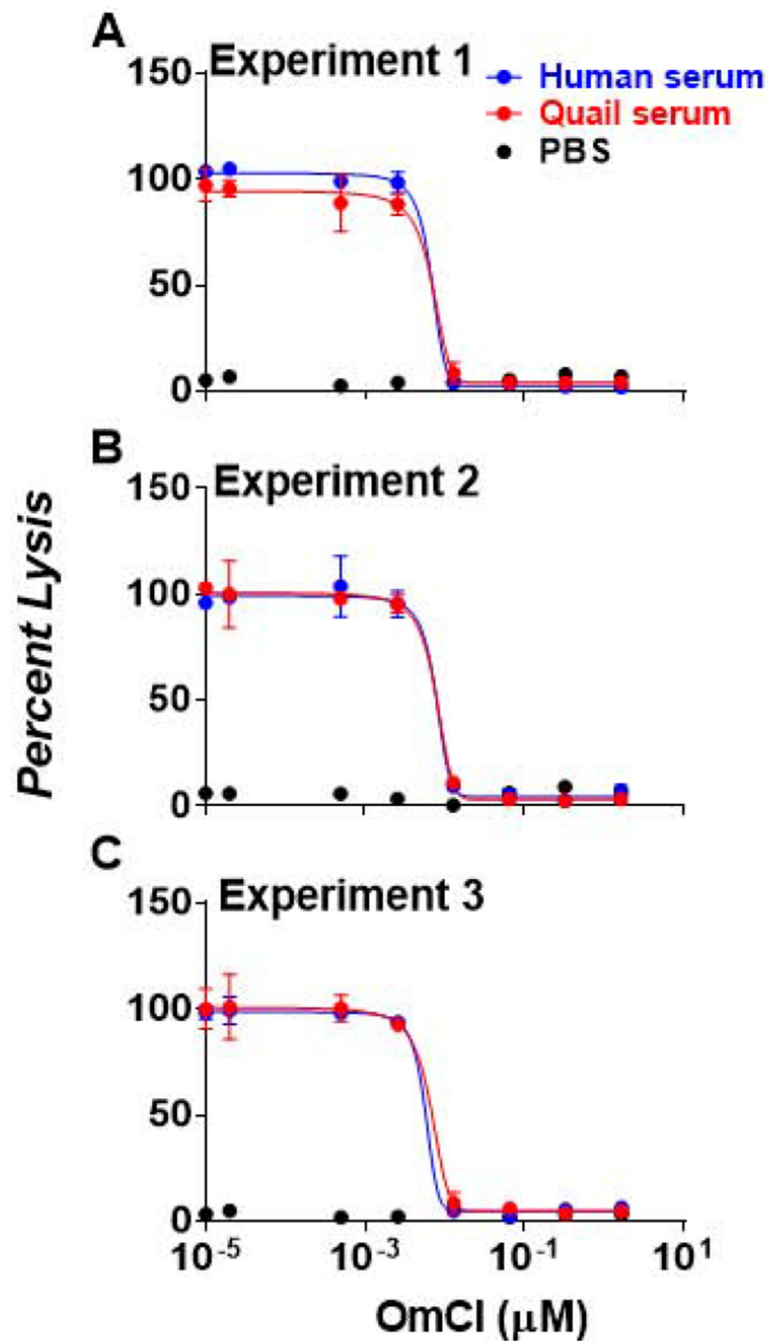 A
Experiment 1
Human serum
Quail serum
PBS
150
100
50
0
B
Experiment 2
150
100
50
0
Percent Lysis
C
Experiment 3
150
100
50
0
10-5 10-3 10-1 101
OmCI (μM)